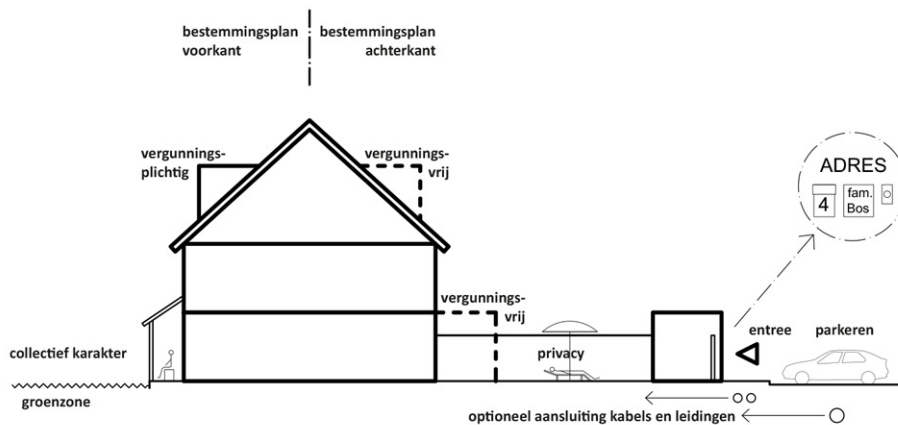 bestemmingsplan
voorkant
bestemmingsplan
achterkant
vergunnings-
plichtig
vergunnings-
vrij
ADRES
4
fam.
Bos
vergunnings-
vrij
collectief karakter
groenzone
privacy
entree
parkeren
optioneel aansluiting kabels en leidingen